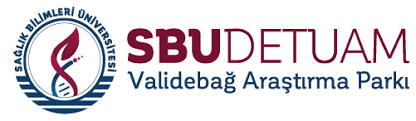 SAĞLIK BİLİMLERİ ÜNİVERSİTESİ
SBUDETUAM
Validebağ Araştırma Parkı